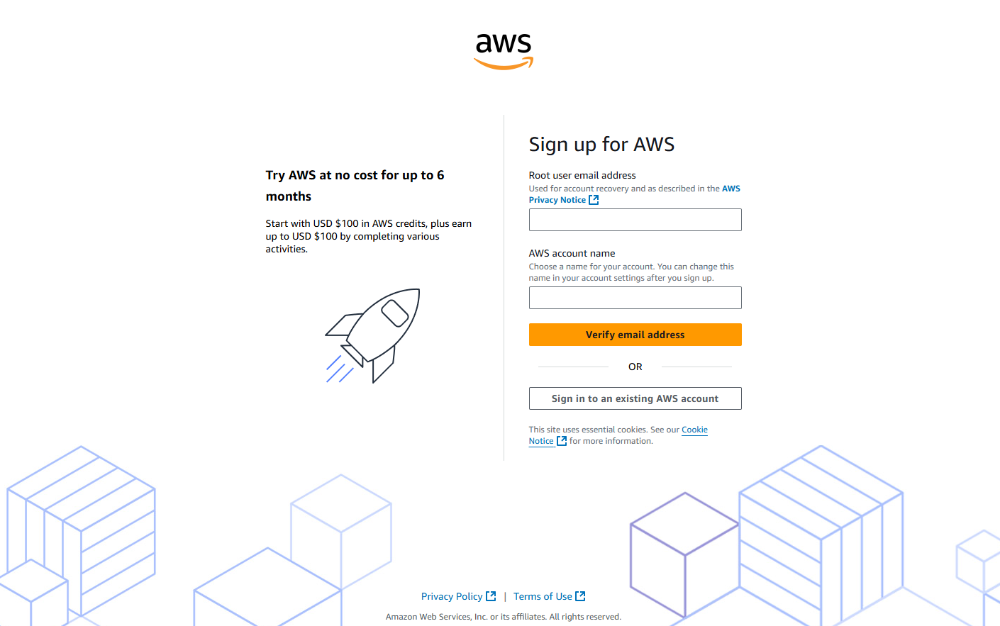 aws
Try AWS at no cost for up to 6
months
Start with USD $100 in AWS credits, plus earn
up to USD $100 by completing various
activities.
Sign up for AWS
Root user email address
Used for account recovery and as described in the AWS
Privacy Notice
AWS account name
Choose a name for your account. You can change this
name in your account settings after you sign up.
Verify email address
OR
Sign in to an existing AWS account
This site uses essential cookies. See our Cookie
Notice for more information.
Privacy Policy | Terms of Use
Amazon Web Services, Inc. or its affiliates. All rights reserved.